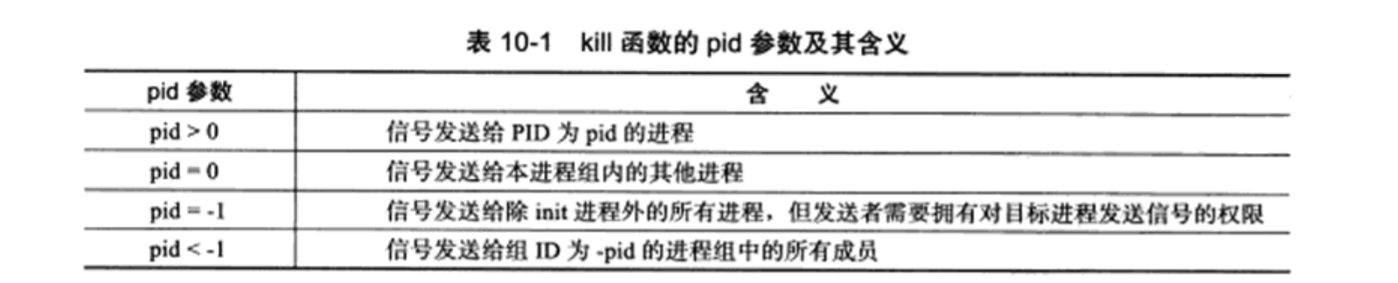 表 10-1 kill 函数的 pid 参数及其含义
pid 参数 含 义
pid > 0 信号发送给 PID 为 pid 的进程
pid = 0 信号发送给本进程组内的其他进程
pid = -1 信号发送给除 init 进程外的所有进程，但发送者需要拥有对目标进程发送信号的权限
pid < -1 信号发送给组 ID 为 -pid 的进程组中的所有成员